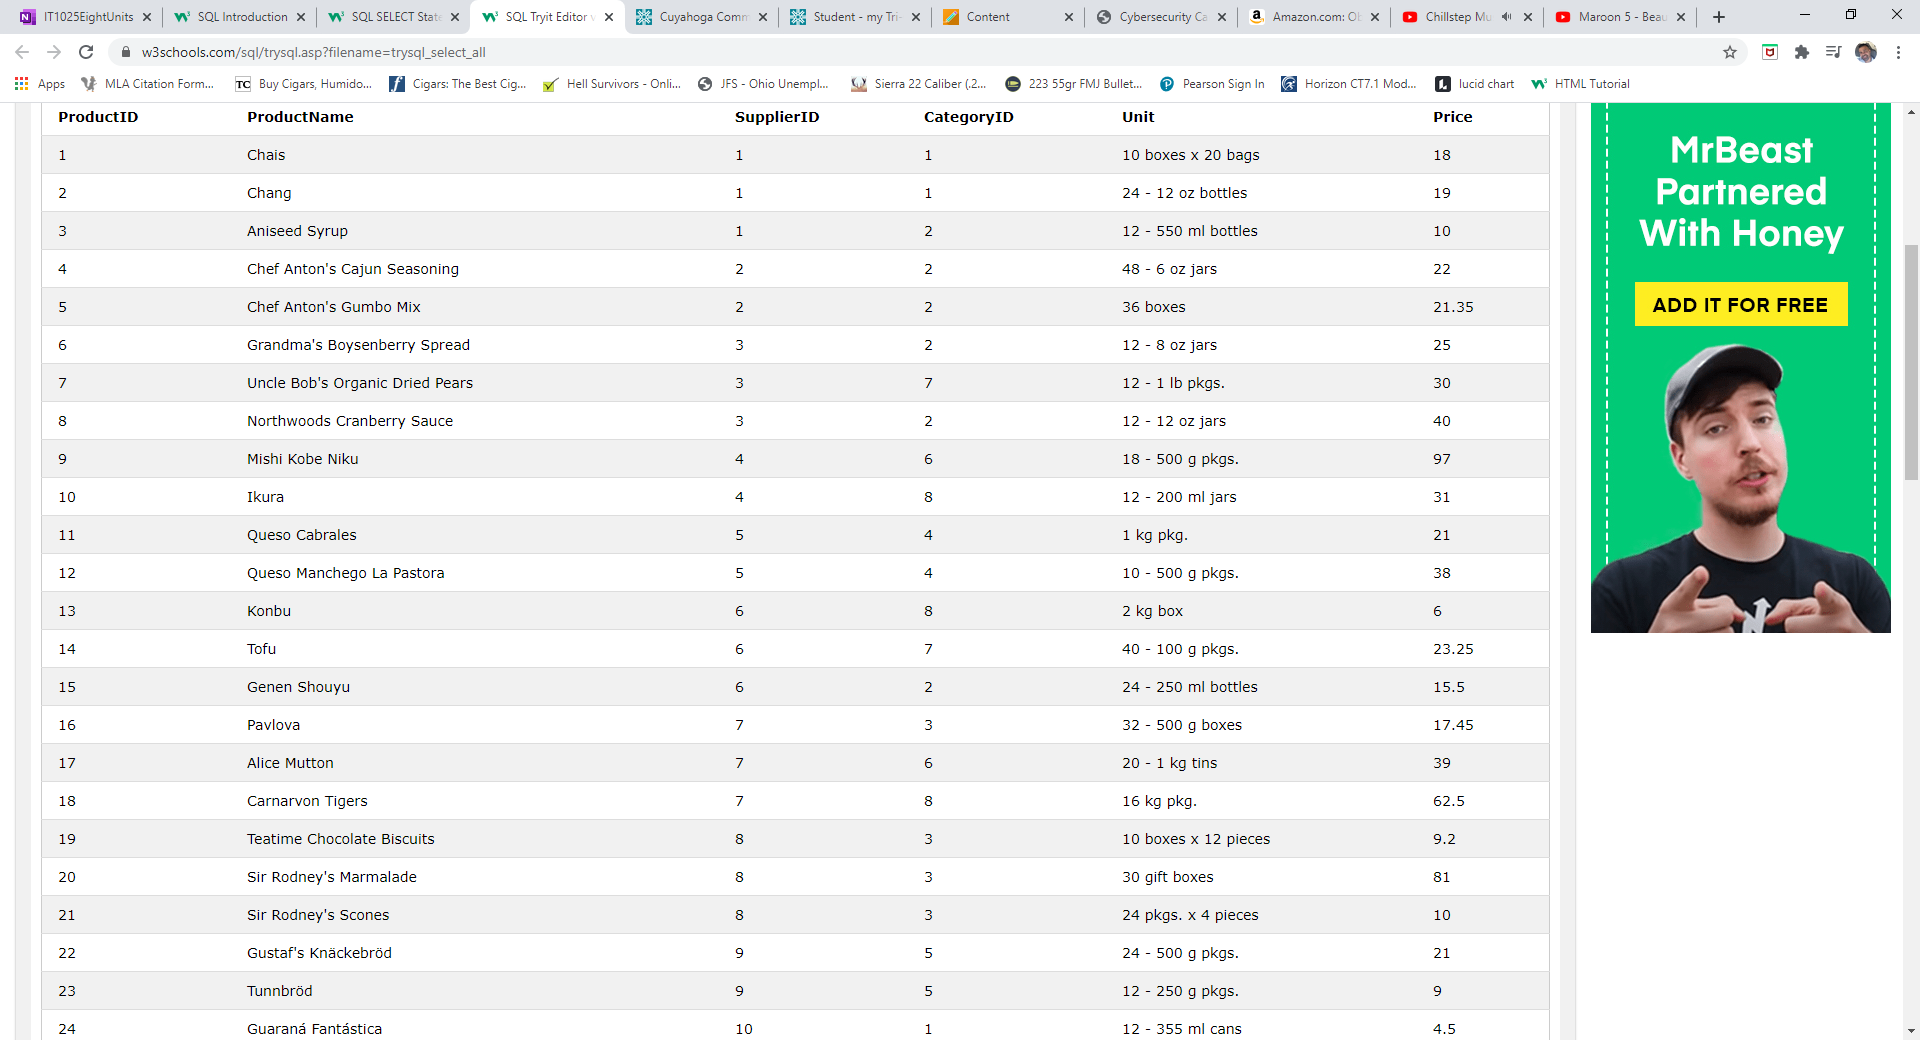 IT1025EightUnits
SQL Introduction
SQL SELECT State
SQL Tryit Editor v
Cuyahoga Comm
Student - my Tri-
Content
Cybersecurity Ca
Amazon.com: Ob
Chillstep Mu
Maroon 5 - Beau
w3schools.com/sql/trysql.asp?filename=trysql_select_all
Apps
MLA Citation Form...
TC Buy Cigars, Humido...
f Cigars: The Best Cig...
Hell Survivors - Onli...
JFS - Ohio Unempl...
Sierra 22 Caliber (.2...
223 55gr FMJ Bullet...
Pearson Sign In
Horizon CT7.1 Mod...
lucid chart
HTML Tutorial
ProductID ProductName SupplierID CategoryID Unit Price
1 Chais 1 1 10 boxes x 20 bags 18
2 Chang 1 1 24 - 12 oz bottles 19
3 Aniseed Syrup 1 2 12 - 550 ml bottles 10
4 Chef Anton's Cajun Seasoning 2 2 48 - 6 oz jars 22
5 Chef Anton's Gumbo Mix 2 2 36 boxes 21.35
6 Grandma's Boysenberry Spread 3 2 12 - 8 oz jars 25
7 Uncle Bob's Organic Dried Pears 3 7 12 - 1 lb pkgs. 30
8 Northwoods Cranberry Sauce 3 2 12 - 12 oz jars 40
9 Mishi Kobe Niku 4 6 18 - 500 g pkgs. 97
10 Ikura 4 8 12 - 200 ml jars 31
11 Queso Cabrales 5 4 1 kg pkg. 21
12 Queso Manchego La Pastora 5 4 10 - 500 g pkgs. 38
13 Konbu 6 8 2 kg box 6
14 Tofu 6 7 40 - 100 g pkgs. 23.25
15 Genen Shouyu 6 2 24 - 250 ml bottles 15.5
16 Pavlova 7 3 32 - 500 g boxes 17.45
17 Alice Mutton 7 6 20 - 1 kg tins 39
18 Carnarvon Tigers 7 8 16 kg pkg. 62.5
19 Teatime Chocolate Biscuits 8 3 10 boxes x 12 pieces 9.2
20 Sir Rodney's Marmalade 8 3 30 gift boxes 81
21 Sir Rodney's Scones 8 3 24 pkgs. x 4 pieces 10
22 Gustaf's Knäckebröd 9 5 24 - 500 g pkgs. 21
23 Tunnbröd 9 5 12 - 250 g pkgs. 9
24 Guaraná Fantástica 10 1 12 - 355 ml cans 4.5
MrBeast
Partnered
With Honey
ADD IT FOR FREE